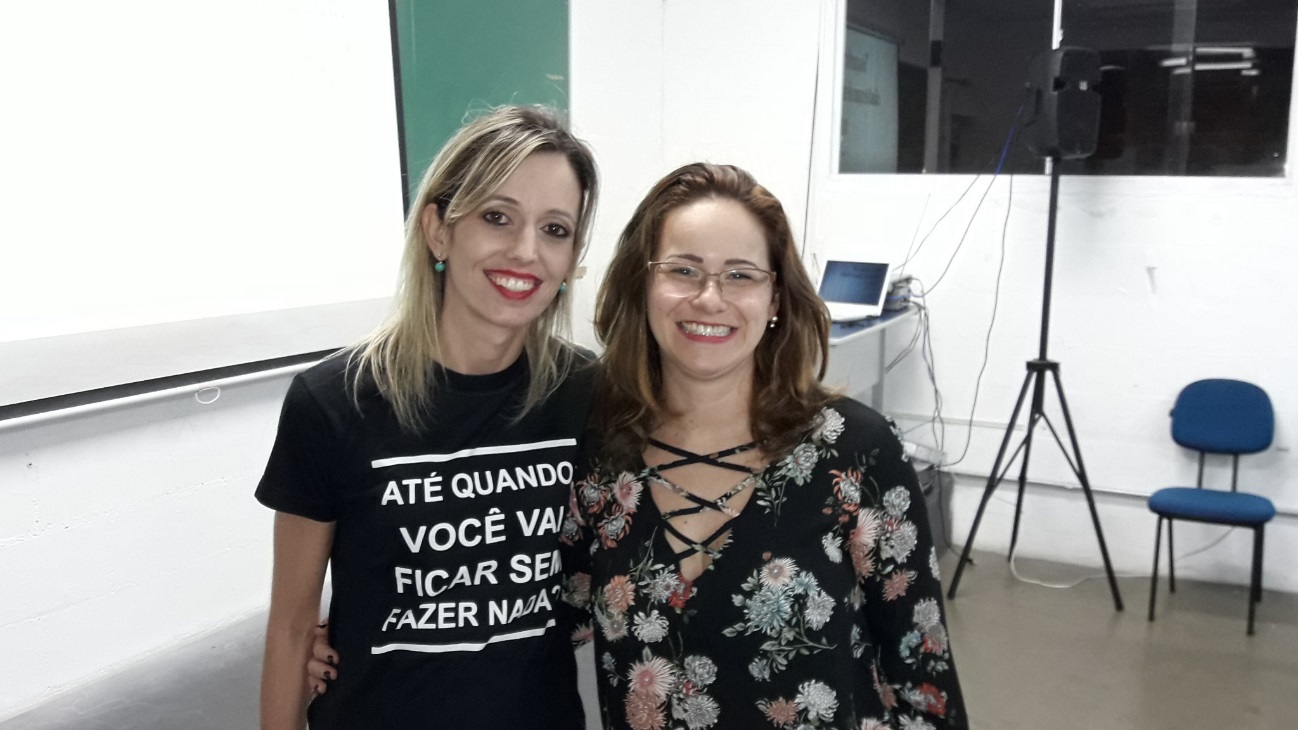 ATÉ QUANDO
VOCÊ VAI
FICAR SEM
FAZER NADA?